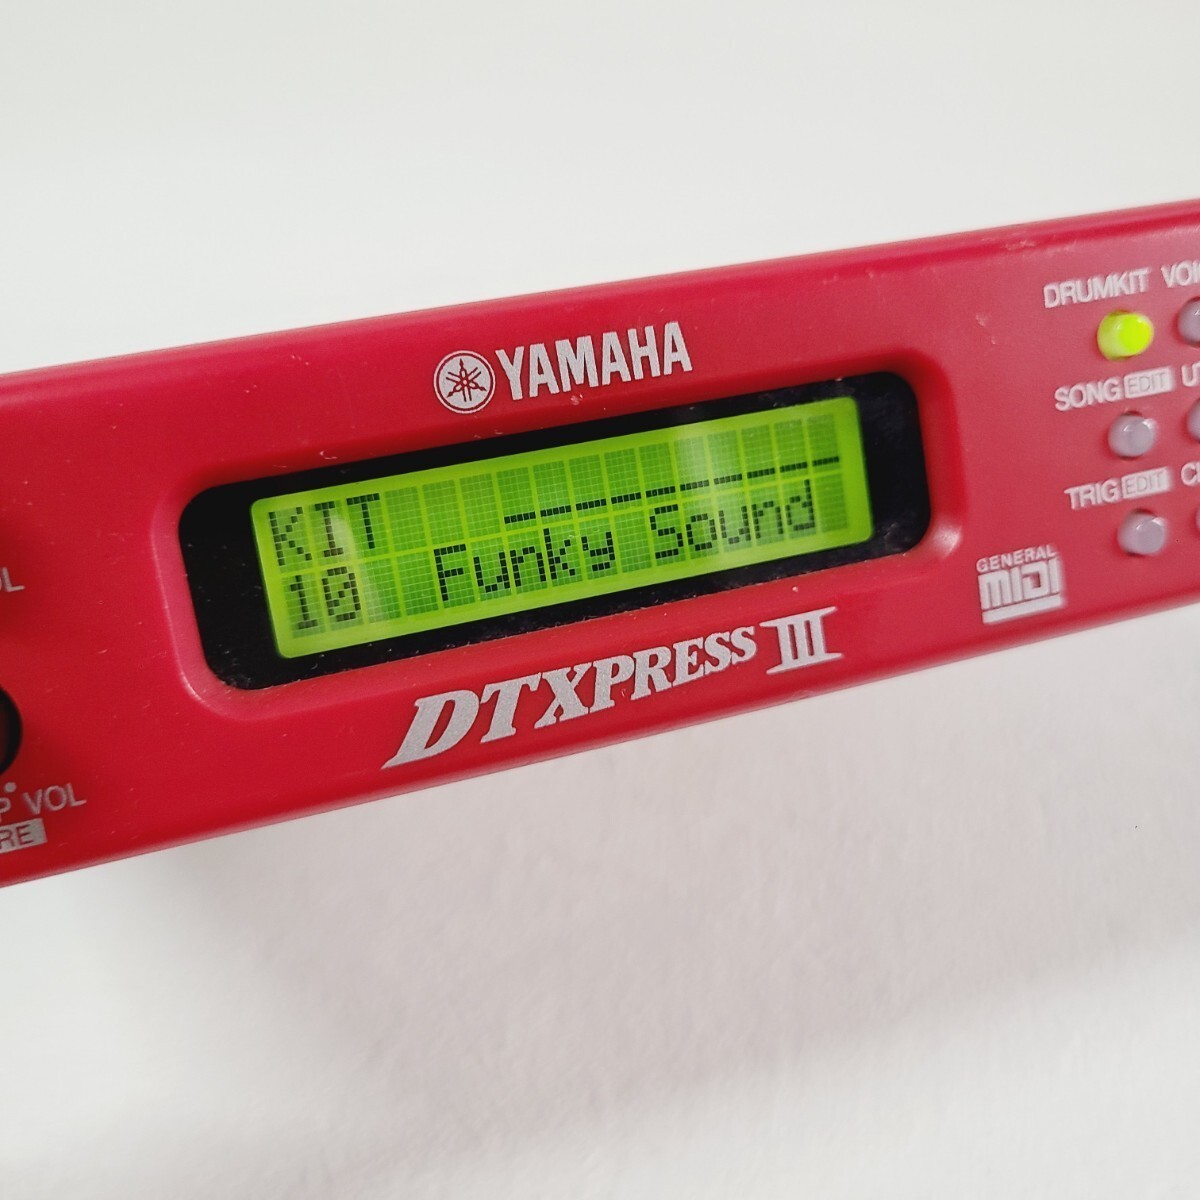 YAMAHA
KIT
10 Funky Sound
DTXPRESS III
DRUMKIT
SONG EDIT
TRIG EDIT
GENERAL
MIDI
VOL